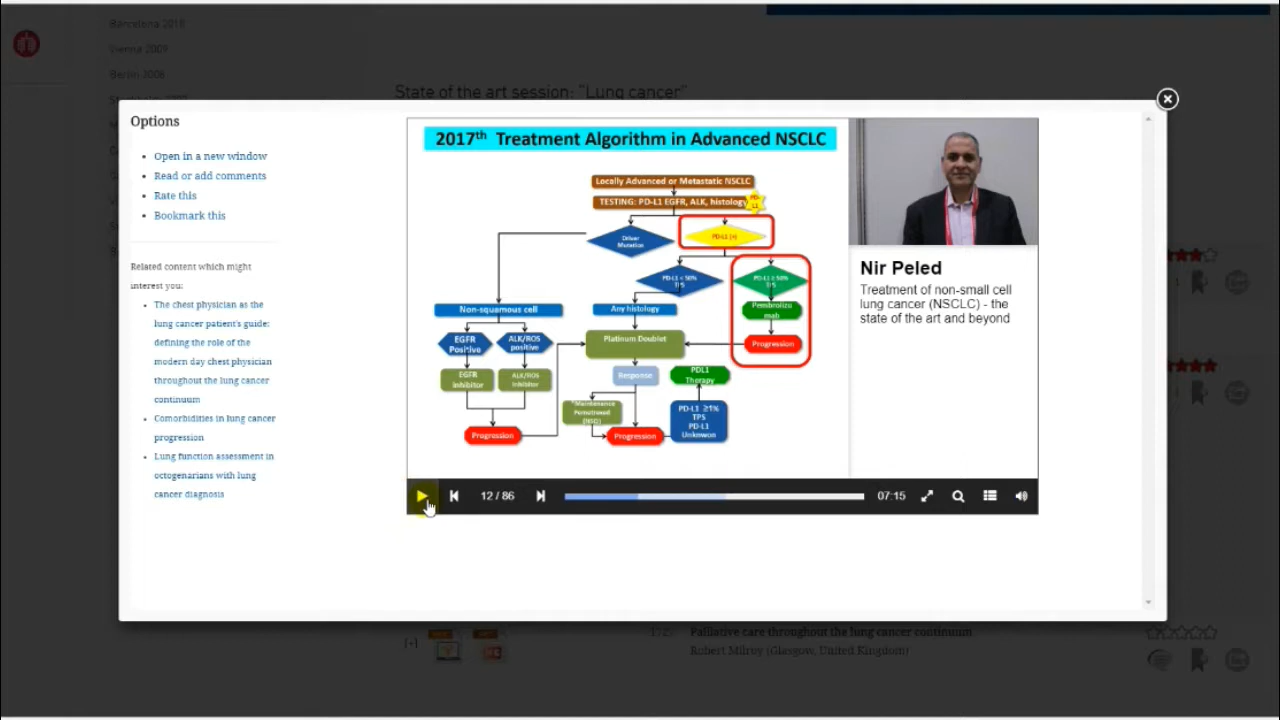 Barcelona 2010
Vienna 2009
Berlin 2008
State of the art session: "Lung cancer"
Options
Open in a new window
Read or add comments
Rate this
Bookmark this
Related content which might
interest you:
The chest physician as the
lung cancer patient's guide:
defining the role of the
modern day chest physician
throughout the lung cancer
continuum
Comorbidities in lung cancer
progression
Lung function assessment in
octogenarians with lung
cancer diagnosis
2017th Treatment Algorithm in Advanced NSCLC
Locally Advanced or Metastatic NSCLC
TESTING: PD-L1 EGFR, ALK, histology
PD-
L1
Driver
Mutation
PD-L1 (+)
PD-L1 < 50%
TPS
PD-L1 ≥ 50%
TPS
Non-squamous cell
Any histology
Pembrolizu
mab
EGFR
Positive
ALK/ROS
positive
Platinum Doublet
Progression
EGFR
Inhibitor
ALK/ROS
Inhibitor
Response
PDL1
Therapy
*Maintenance
Pemetrexed
(NSQ)
PD-L1 ≥1%
TPS
PD-L1
Unknwon
Progression
Progression
Nir Peled
Treatment of non-small cell
lung cancer (NSCLC) - the
state of the art and beyond
12 / 86
07:15
[+]
Palliative care throughout the lung cancer continuum
Robert Milroy (Glasgow, United Kingdom)